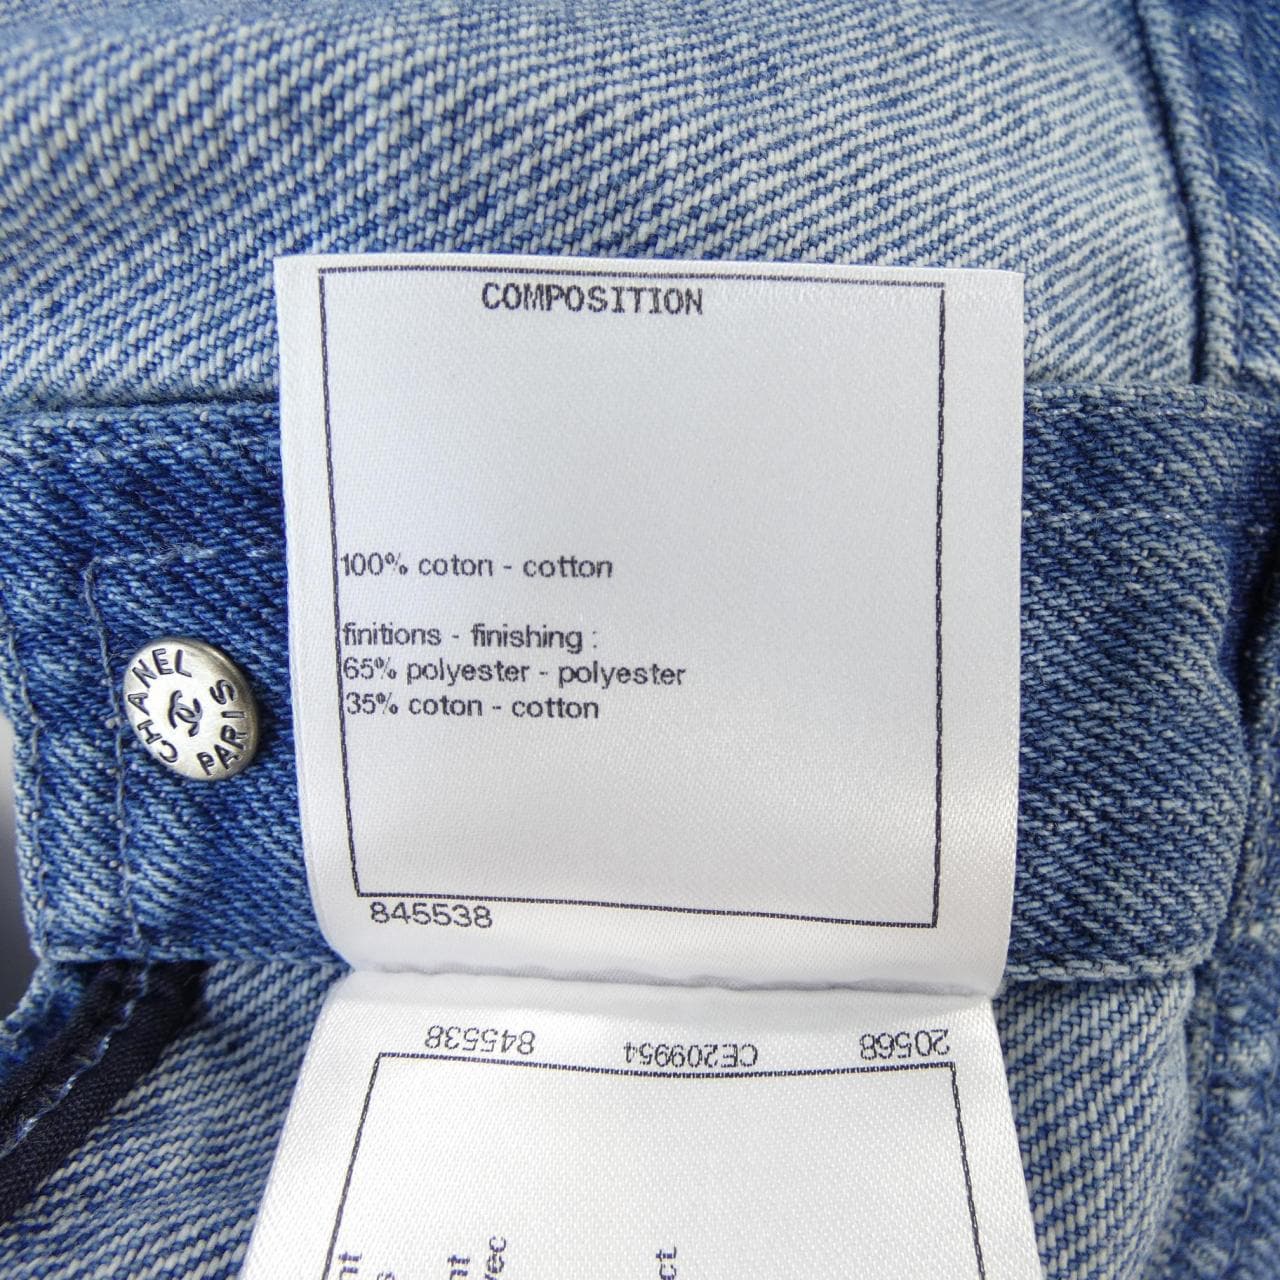 COMPOSITION
100% coton - cotton
finitions - finishing :
65% polyester - polyester
35% coton - cotton
845538
CHANEL
PARIS
20568 CE209954 845538